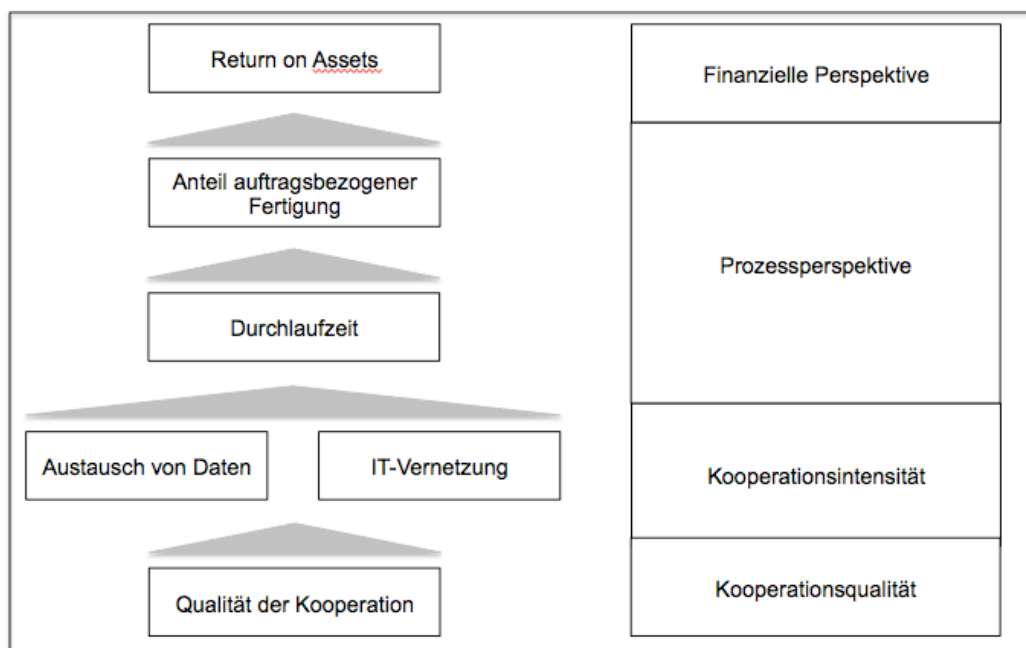 Return on Assets
Finanzielle Perspektive
Anteil auftragsbezogener
Fertigung
Prozessperspektive
Durchlaufzeit
Austausch von Daten
IT-Vernetzung
Kooperationsintensität
Qualität der Kooperation
Kooperationsqualität